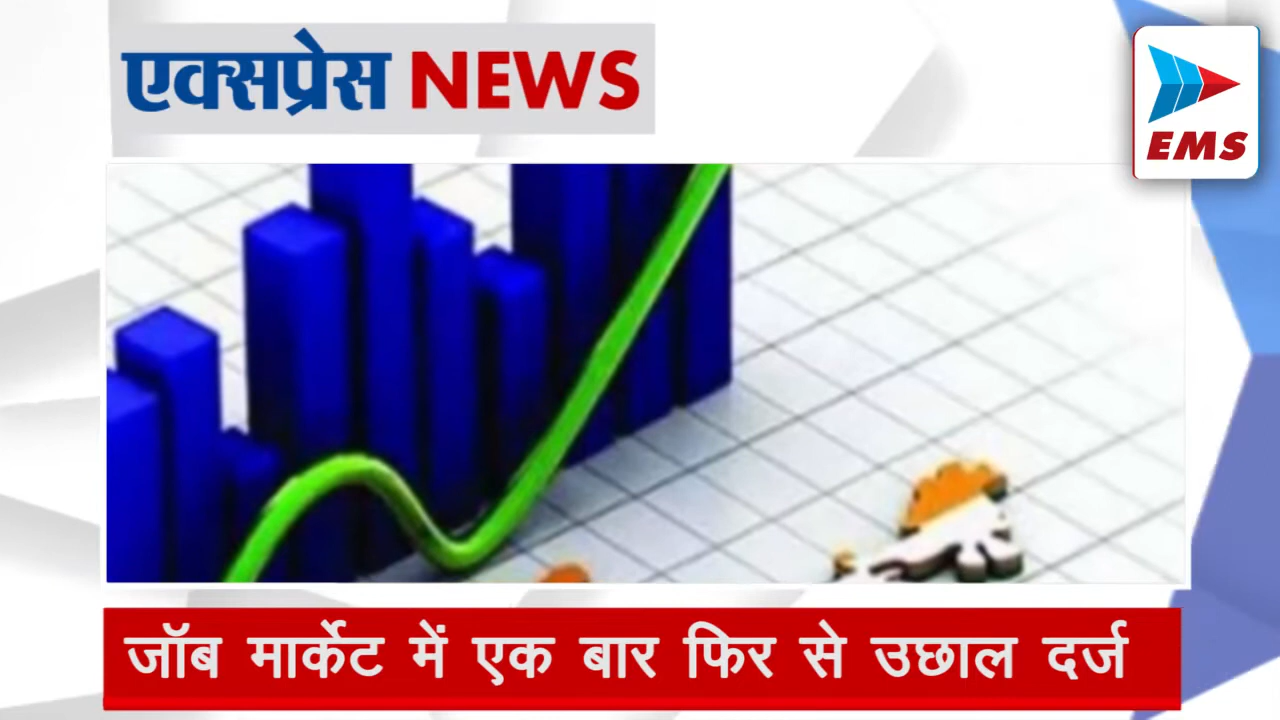 एक्सप्रेस NEWS
EMS
जॉब मार्केट में एक बार फिर से उछाल दर्ज